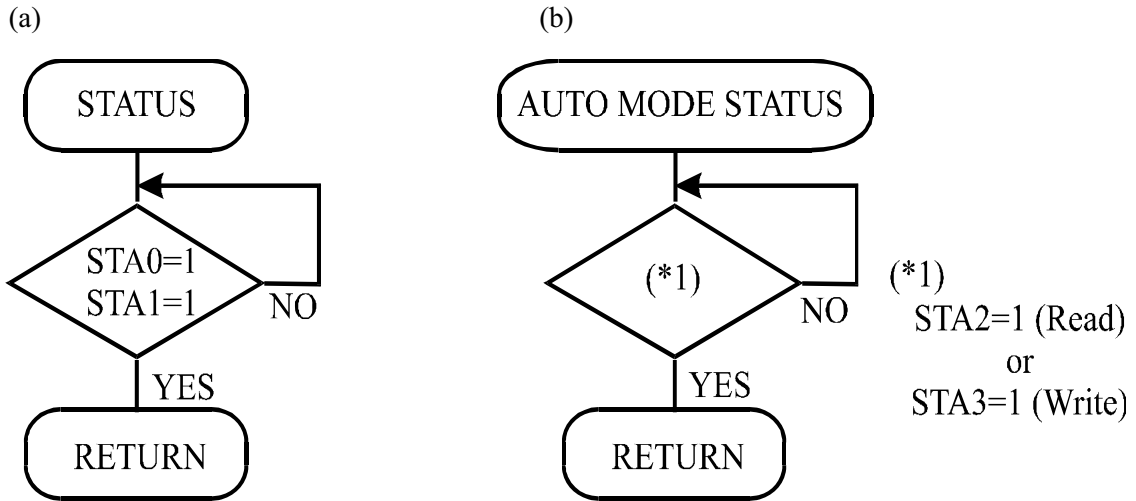 (a)
STATUS
STA0=1
STA1=1
NO
YES
RETURN
(b)
AUTO MODE STATUS
(*1)
NO
YES
RETURN
(*1)
STA2=1 (Read)
or
STA3=1 (Write)